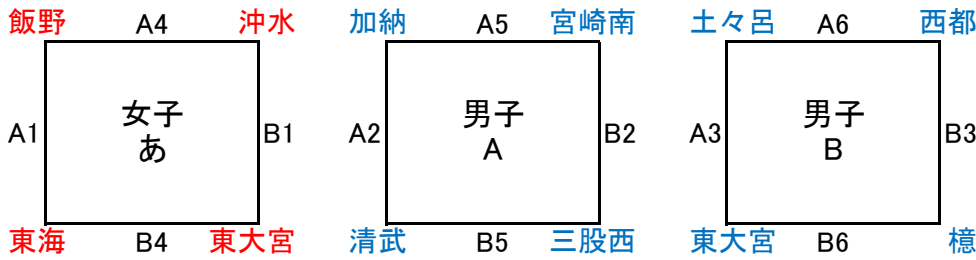 飯野 A4 沖水 加納 A5 宮崎南 土々呂 A6 西都
女子 男子 男子
A1 B1 A2 B2 A3 B3
あ A B
東海 B4 東大宮 清武 B5 三股西 東大宮 B6 檍